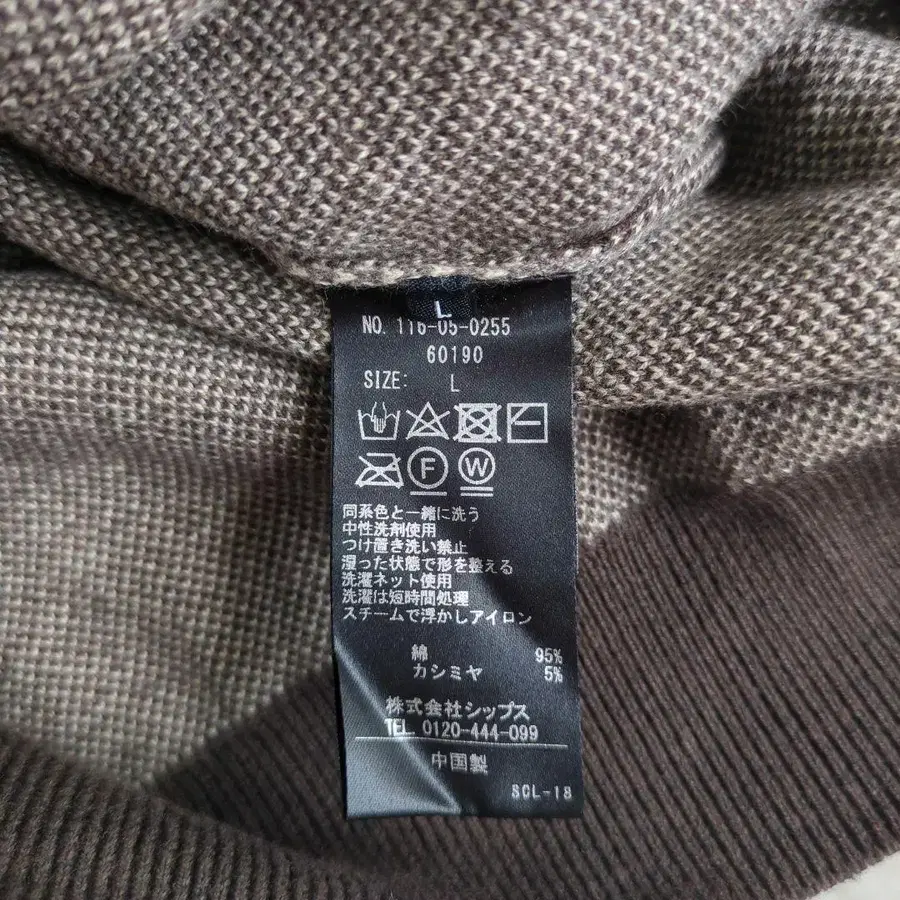 L
NO. 116-05-0255
60190
SIZE: L
F W
同系色と一緒に洗う
中性洗剤使用
つけ置き洗い禁止
湿った状態で形を整える
洗濯ネット使用
洗濯は短時間処理
スチームで浮かしアイロン
綿 95%
カシミヤ 5%
株式会社シップス
TEL. 0120-444-099
中国製
SCL-18